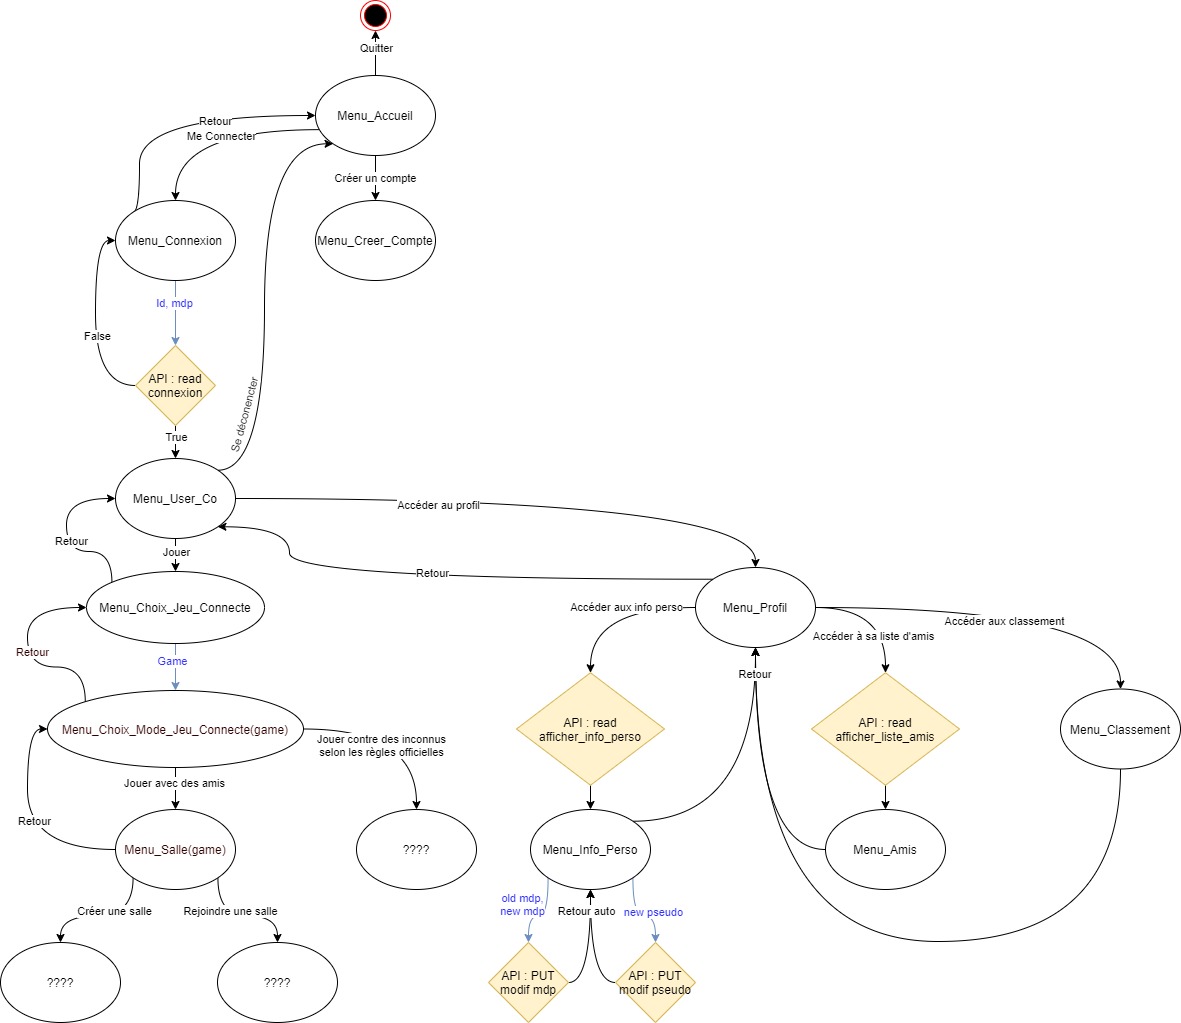 Quitter
Menu_Accueil
Retour
Me Connecter
Créer un compte
Menu_Connexion
Menu_Creer_Compte
Id, mdp
False
API : read
connexion
Se déconencter
True
Menu_User_Co
Accéder au profil
Retour
Jouer
Retour
Menu_Choix_Jeu_Connecte
Accéder aux info perso
Menu_Profil
Accéder à sa liste d'amis
Accéder aux classement
Retour
Game
Retour
Menu_Choix_Mode_Jeu_Connecte(game)
Jouer contre des inconnus
selon les règles officielles
API : read
afficher_info_perso
API : read
afficher_liste_amis
Menu_Classement
Jouer avec des amis
Retour
Menu_Salle(game)
????
Menu_Info_Perso
Menu_Amis
Créer une salle
Rejoindre une salle
old mdp,
new mdp
Retour auto
new pseudo
????
????
API : PUT
modif mdp
API : PUT
modif pseudo